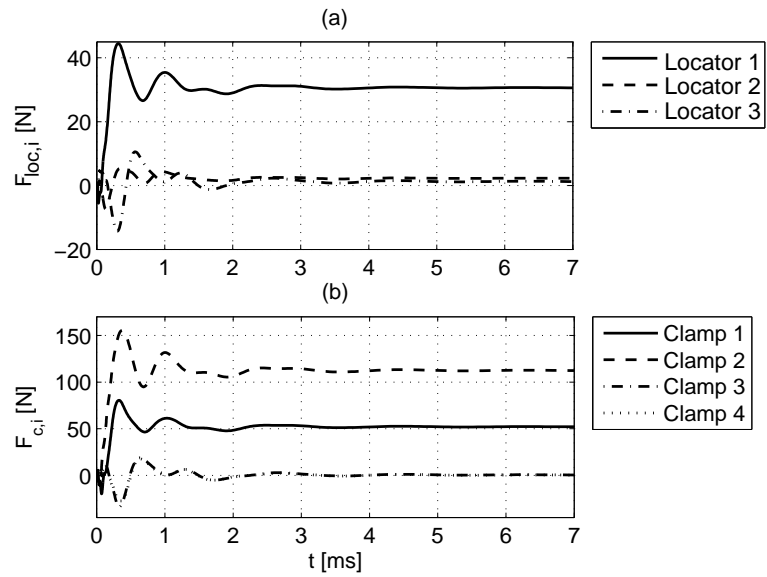 (a)
F_loc,i [N]
40
20
0
−20
0 1 2 3 4 5 6 7
Locator 1
Locator 2
Locator 3
(b)
F_c,i [N]
150
100
50
0
0 1 2 3 4 5 6 7
t [ms]
Clamp 1
Clamp 2
Clamp 3
Clamp 4